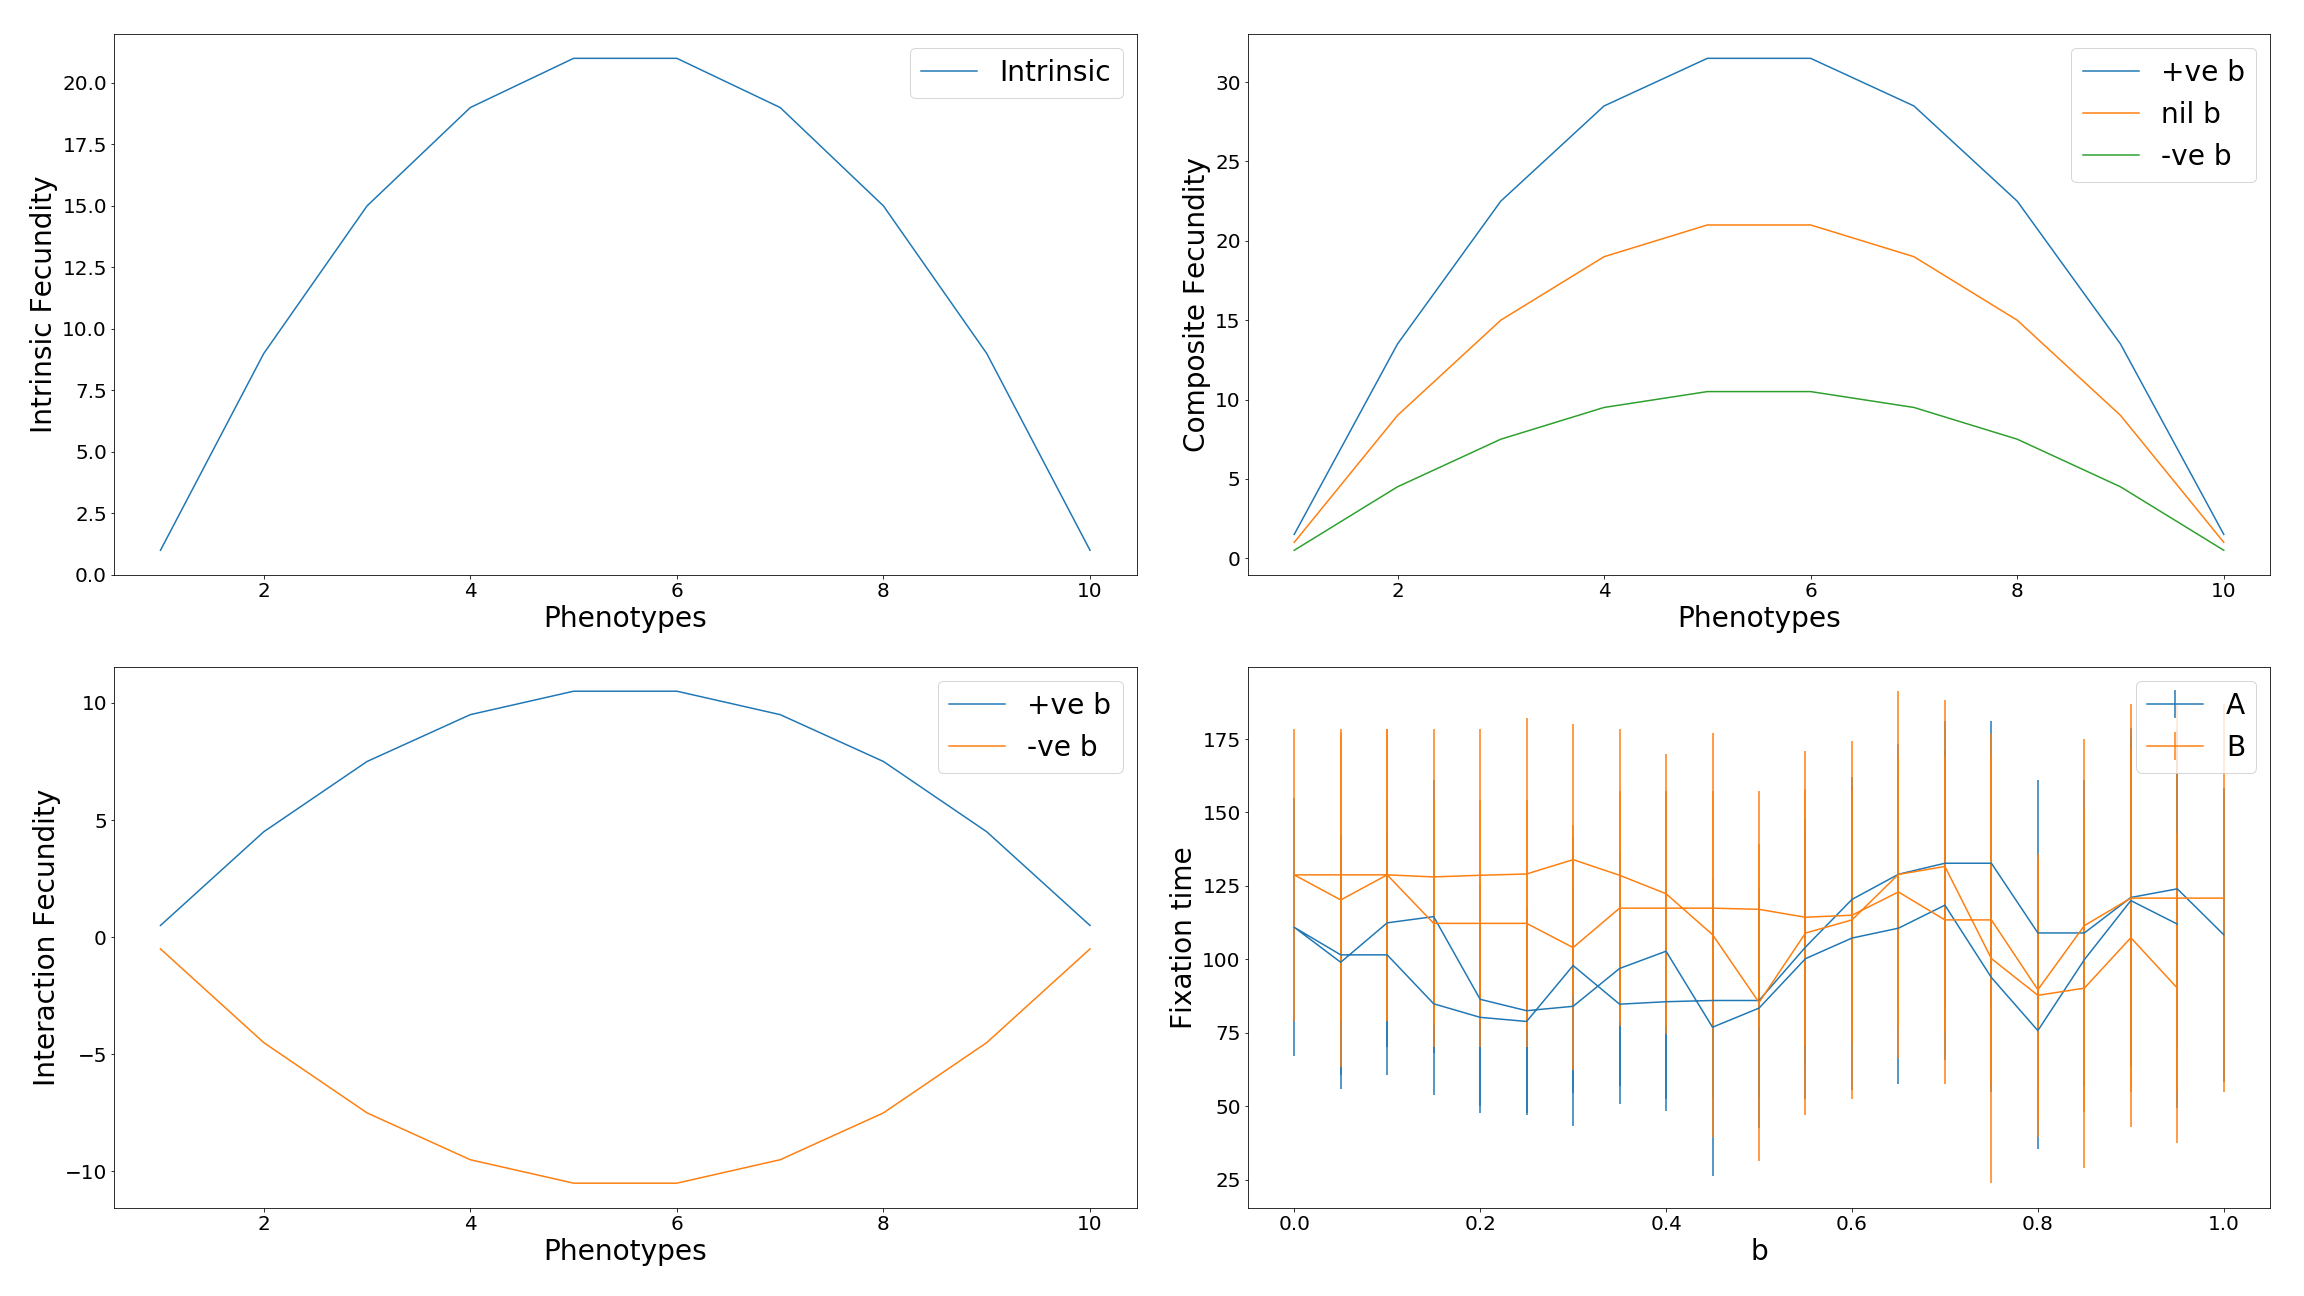 Intrinsic Fecundity
20.0
17.5
15.0
12.5
10.0
7.5
5.0
2.5
0.0
Intrinsic
2 4 6 8 10
Phenotypes
Composite Fecundity
30
25
20
15
10
5
0
+ve b
nil b
-ve b
2 4 6 8 10
Phenotypes
Interaction Fecundity
10
5
0
−5
−10
+ve b
-ve b
2 4 6 8 10
Phenotypes
Fixation time
175
150
125
100
75
50
25
A
B
0.0 0.2 0.4 0.6 0.8 1.0
b